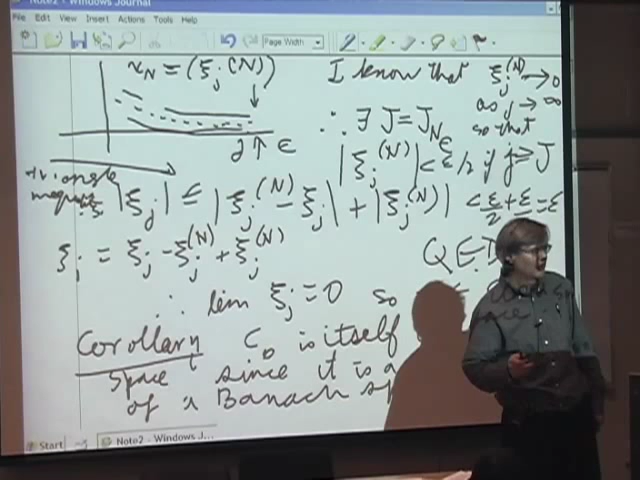 Note2 - Windows Journal
File Edit View Insert Actions Tools Help
Page Width
x_N = (ξ_j^(N))
I know that ξ_j^(N) → 0
as j → ∞
∴ ∃ J = J_N so that
ε
|ξ_j^(N)| < ε/2 if j ≥ J
triangle
|ξ_j| ≤ |ξ_j^(N) - ξ_j| + |ξ_j^(N)| < ε/2 + ε/2 = ε
ξ_j = ξ_j - ξ_j^(N) + ξ_j^(N)
Q.E.D
∴ lim ξ_j = 0 so
Corollary C_0 is itself
space since it is a
of a Banach sp
Start Note2 - Windows J...